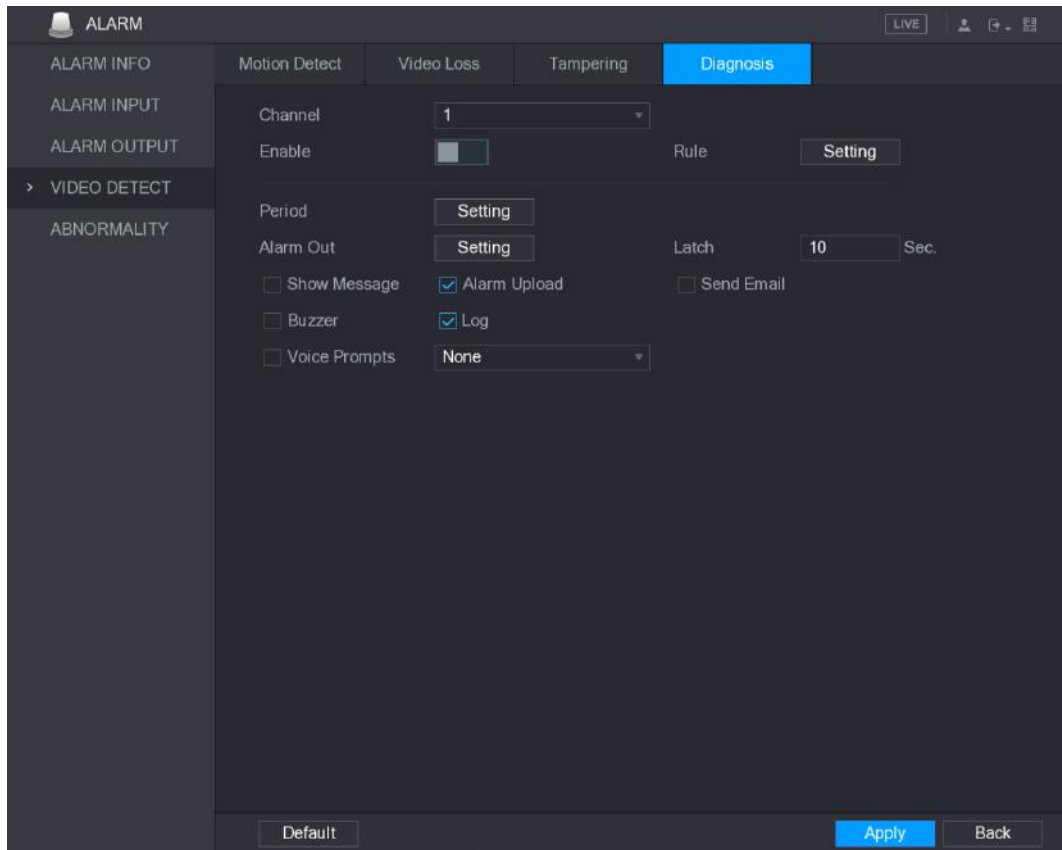 ALARM LIVE
ALARM INFO
ALARM INPUT
ALARM OUTPUT
> VIDEO DETECT
ABNORMALITY
Motion Detect Video Loss Tampering Diagnosis
Channel 1
Enable Rule Setting
Period Setting
Alarm Out Setting Latch 10 Sec.
Show Message Alarm Upload Send Email
Buzzer Log
Voice Prompts None
Default Apply Back